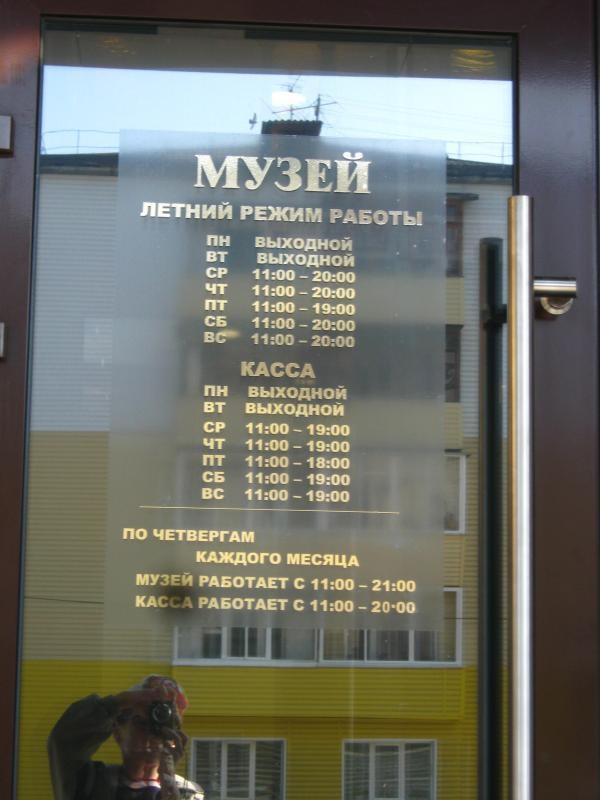 МУЗЕЙ
ЛЕТНИЙ РЕЖИМ РАБОТЫ
ПН ВЫХОДНОЙ
ВТ ВЫХОДНОЙ
СР 11:00 – 20:00
ЧТ 11:00 – 20:00
ПТ 11:00 – 19:00
СБ 11:00 – 20:00
ВС 11:00 – 20:00
КАССА
ПН ВЫХОДНОЙ
ВТ ВЫХОДНОЙ
СР 11:00 – 19:00
ЧТ 11:00 – 19:00
ПТ 11:00 – 18:00
СБ 11:00 – 19:00
ВС 11:00 – 19:00
ПО ЧЕТВЕРГАМ
КАЖДОГО МЕСЯЦА
МУЗЕЙ РАБОТАЕТ С 11:00 – 21:00
КАССА РАБОТАЕТ С 11:00 – 20:00